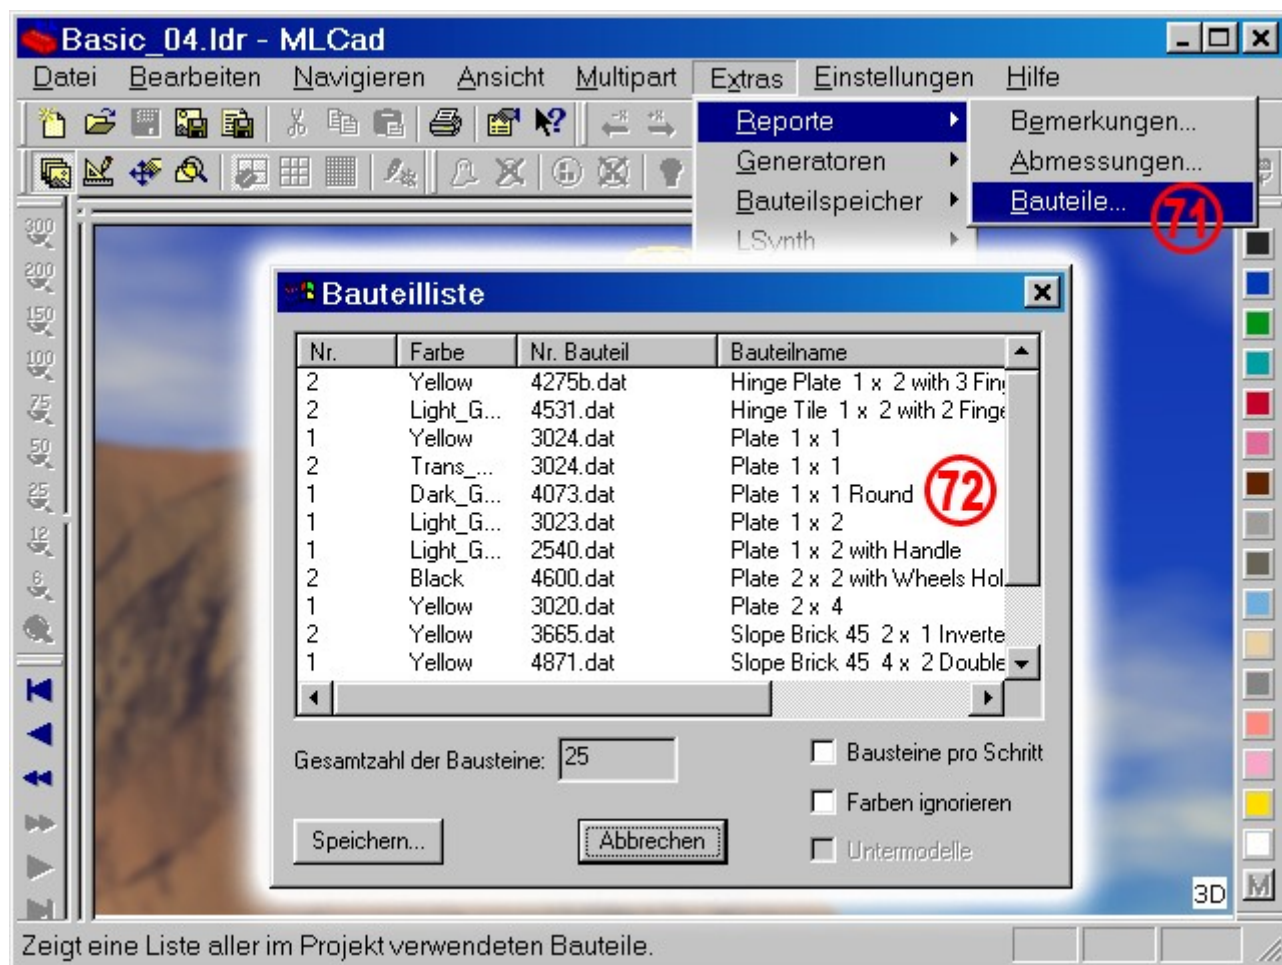 Basic_04.ldr - MLCad
Datei Bearbeiten Navigieren Ansicht Multipart Extras Einstellungen Hilfe
Reporte
Generatoren
Bauteilspeicher
LSynth
Bemerkungen...
Abmessungen...
Bauteile...
71
300
200
150
100
75
50
25
12
6
Bauteilliste
Nr. Farbe Nr. Bauteil Bauteilname
2 Yellow 4275b.dat Hinge Plate 1 x 2 with 3 Fing
2 Light_G... 4531.dat Hinge Tile 1 x 2 with 2 Finge
1 Yellow 3024.dat Plate 1 x 1
2 Trans_... 3024.dat Plate 1 x 1
1 Dark_G... 4073.dat Plate 1 x 1 Round
72
1 Light_G... 3023.dat Plate 1 x 2
1 Light_G... 2540.dat Plate 1 x 2 with Handle
2 Black 4600.dat Plate 2 x 2 with Wheels Hol
1 Yellow 3020.dat Plate 2 x 4
2 Yellow 3665.dat Slope Brick 45 2 x 1 Inverte
1 Yellow 4871.dat Slope Brick 45 4 x 2 Double
Gesamtzahl der Bausteine: 25
Bausteine pro Schritt
Farben ignorieren
Untermodelle
Speichern... Abbrechen
3D
M
Zeigt eine Liste aller im Projekt verwendeten Bauteile.